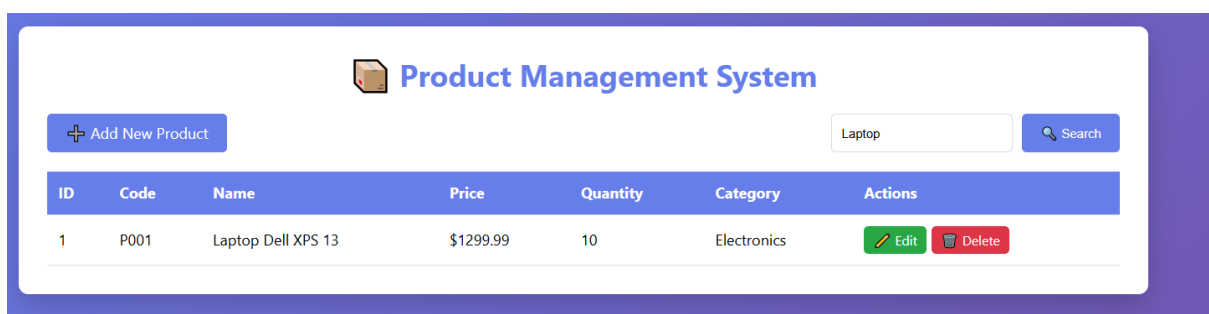 Product Management System
Add New Product
Laptop
Search
ID Code Name Price Quantity Category Actions
1 P001 Laptop Dell XPS 13 $1299.99 10 Electronics Edit Delete